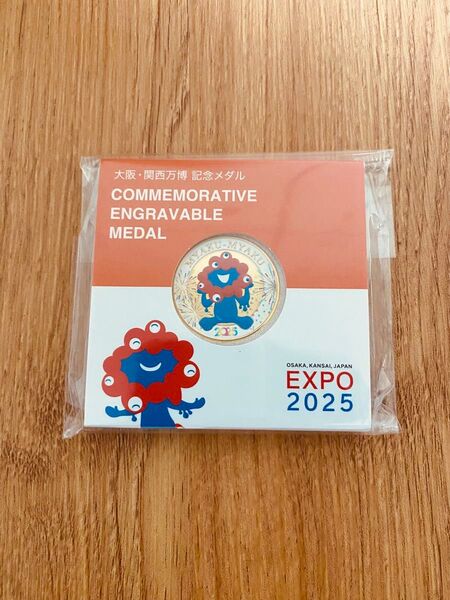 大阪・関西万博 記念メダル
COMMEMORATIVE
ENGRAVABLE
MEDAL
MYAKU-MYAKU
2025
OSAKA, KANSAI, JAPAN
EXPO
2025